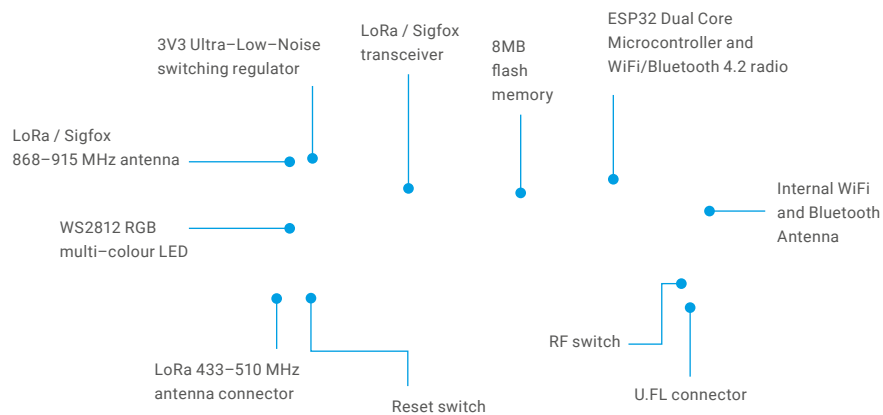 ESP32 Dual Core
Microcontroller and
WiFi/Bluetooth 4.2 radio
LoRa / Sigfox
transceiver
3V3 Ultra–Low–Noise
switching regulator
8MB
flash
memory
LoRa / Sigfox
868–915 MHz antenna
Internal WiFi
and Bluetooth
Antenna
WS2812 RGB
multi–colour LED
RF switch
LoRa 433–510 MHz
antenna connector
U.FL connector
Reset switch